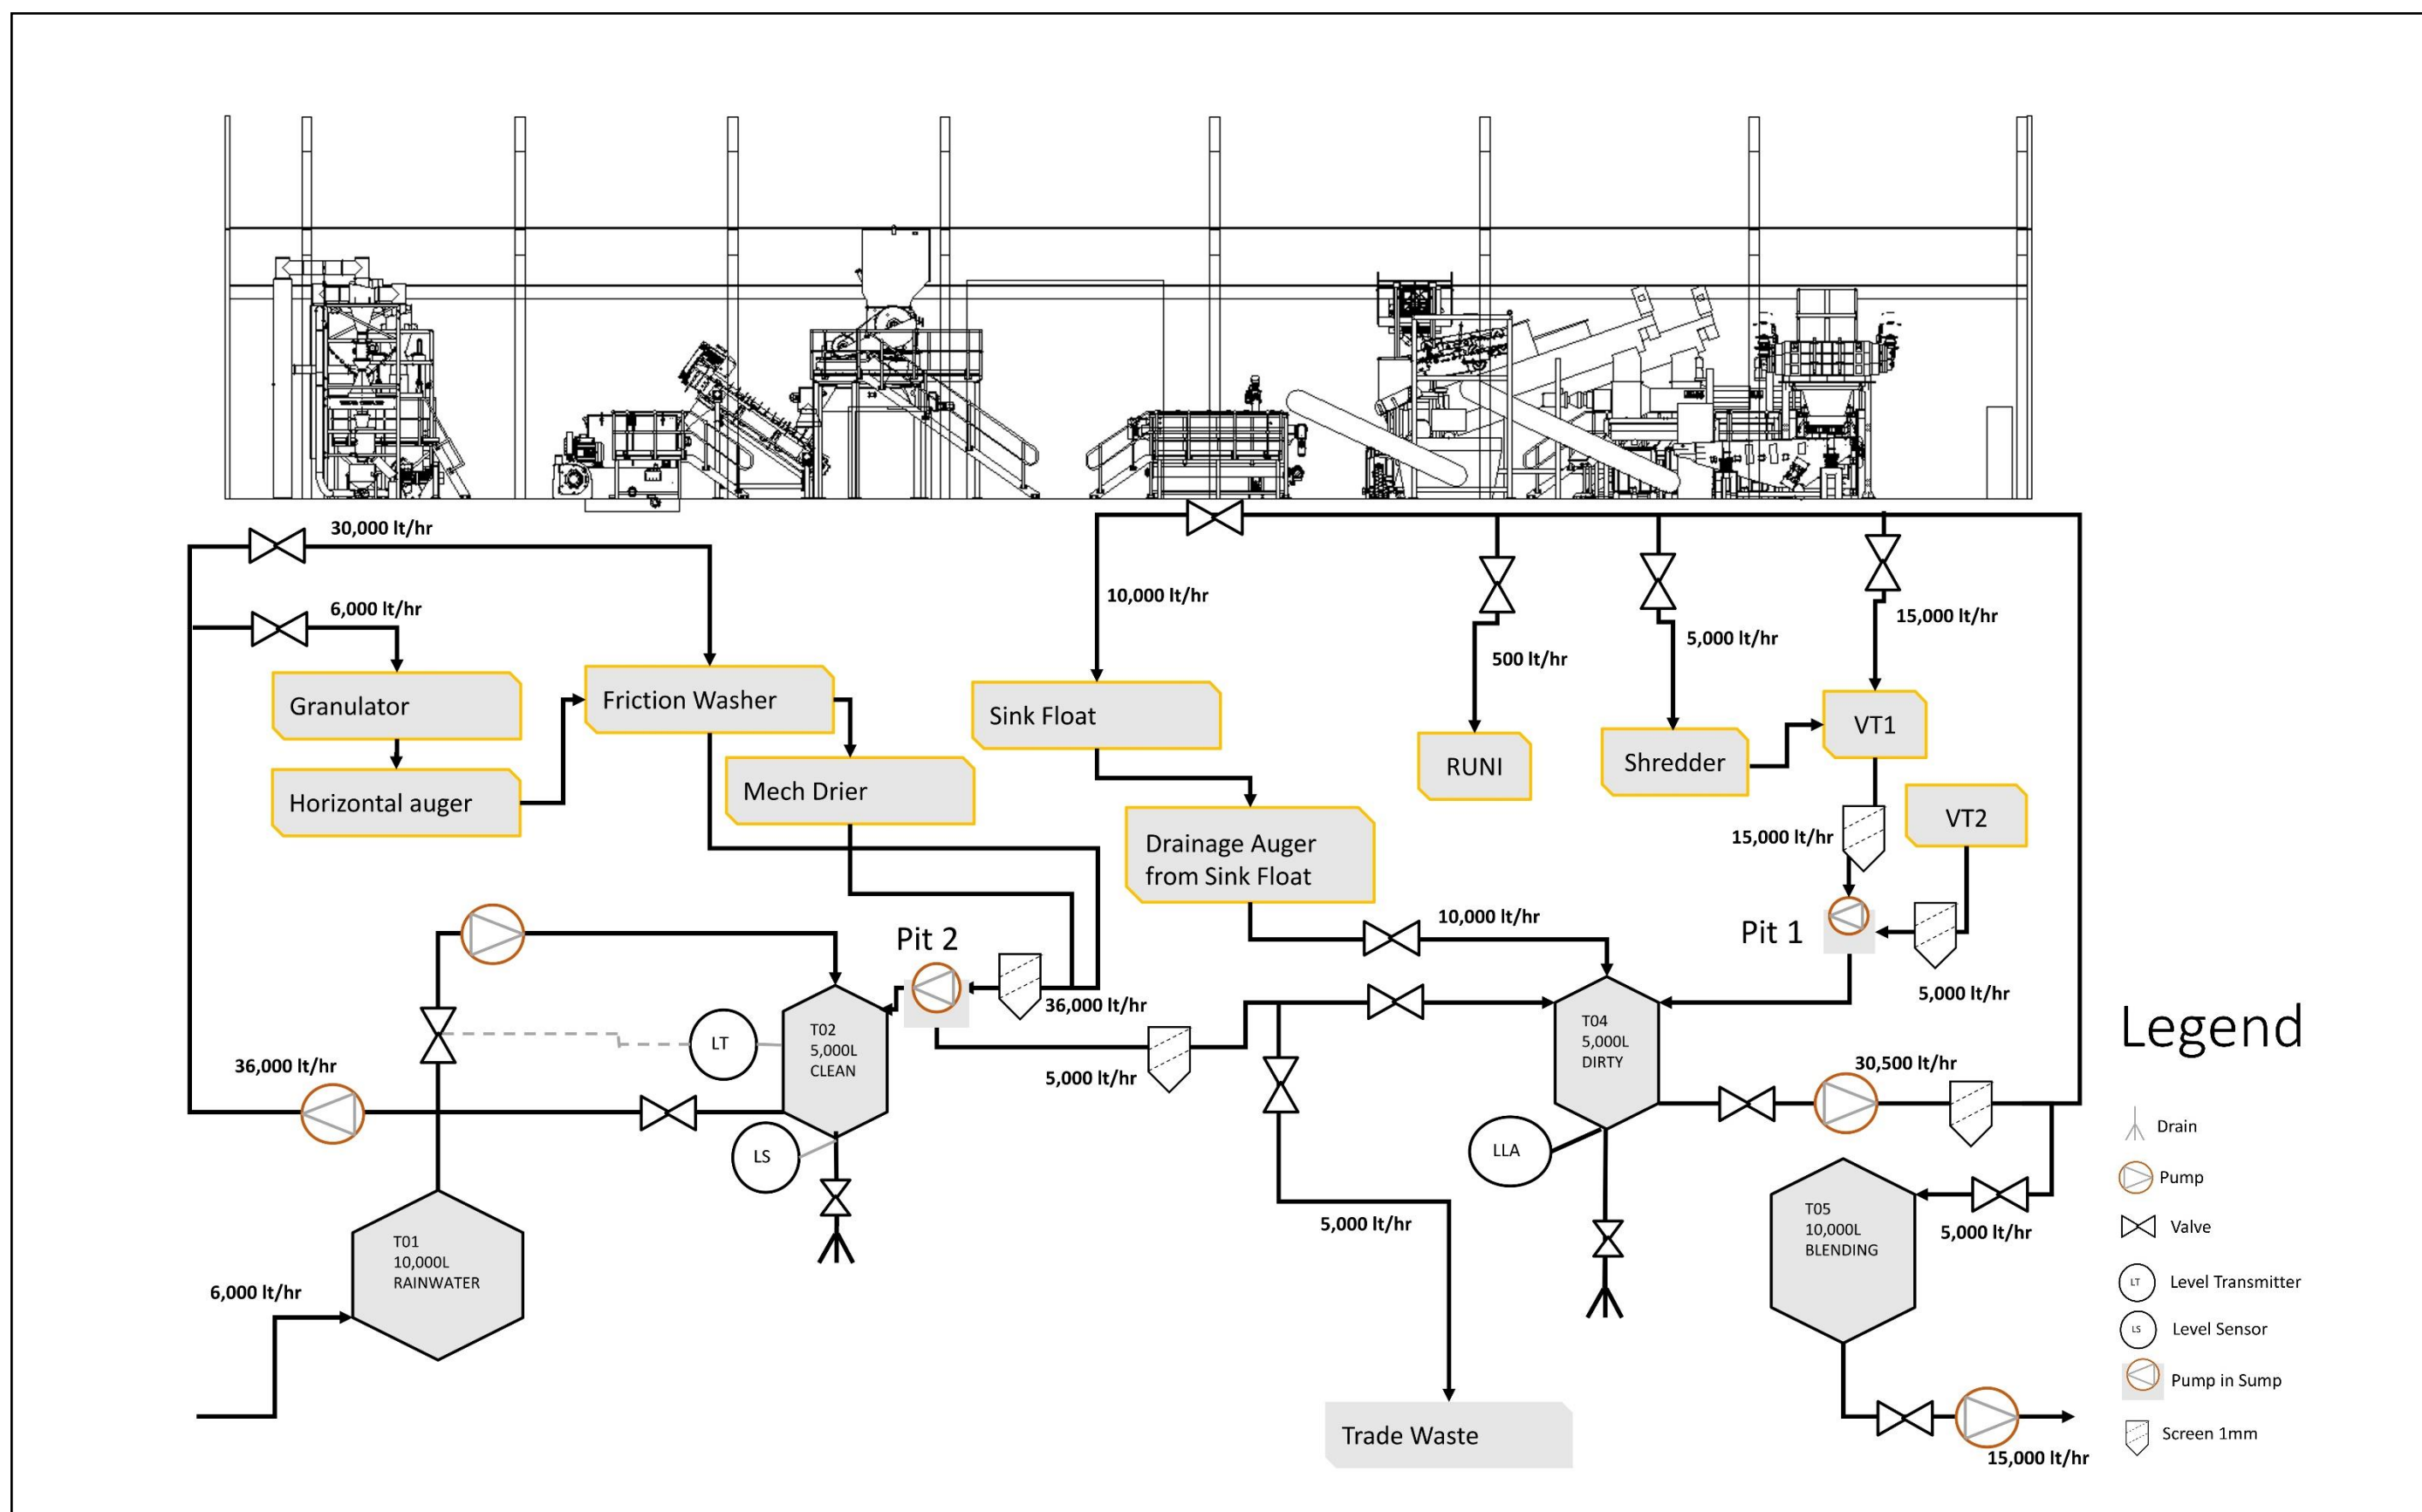 30,000 lt/hr
6,000 lt/hr
10,000 lt/hr
500 lt/hr
5,000 lt/hr
15,000 lt/hr
Granulator
Friction Washer
Sink Float
VT1
Horizontal auger
Mech Drier
RUNI
Shredder
VT2
Drainage Auger
from Sink Float
15,000 lt/hr
Pit 2
10,000 lt/hr
Pit 1
36,000 lt/hr
5,000 lt/hr
LT
T02
5,000L
CLEAN
T04
5,000L
DIRTY
36,000 lt/hr
5,000 lt/hr
30,500 lt/hr
LS
LLA
T01
10,000L
RAINWATER
6,000 lt/hr
5,000 lt/hr
T05
10,000L
BLENDING
5,000 lt/hr
Trade Waste
15,000 lt/hr
Legend
Drain
Pump
Valve
LT
Level Transmitter
LS
Level Sensor
Pump in Sump
Screen 1mm